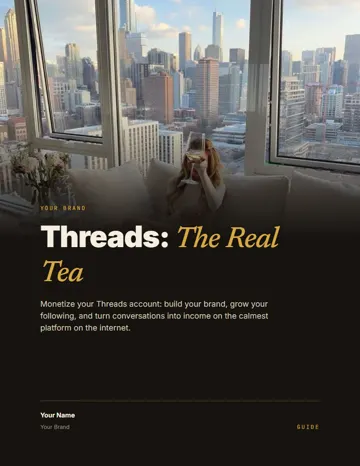 YOUR BRAND
Threads: The Real
Tea
Monetize your Threads account: build your brand, grow your
following, and turn conversations into income on the calmest
platform on the internet.
Your Name
Your Brand
GUIDE